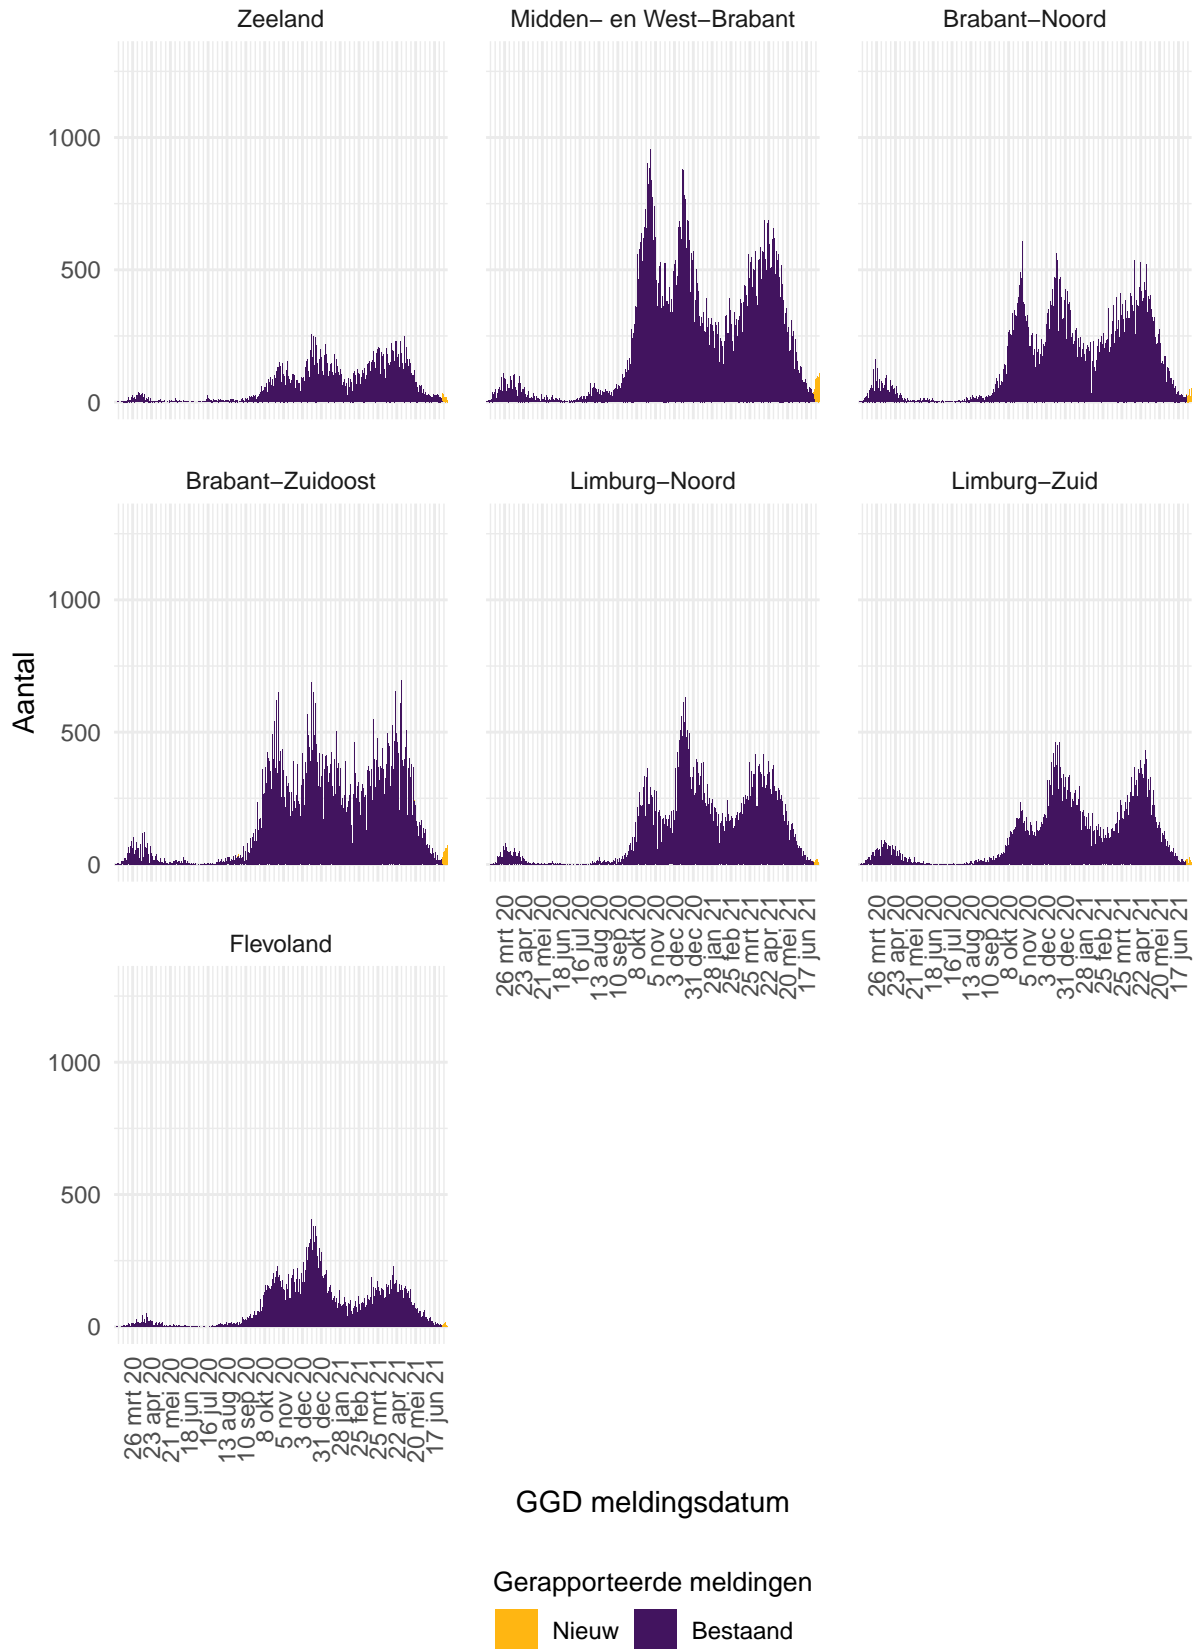 Zeeland
Midden− en West−Brabant
Brabant−Noord
1000
500
0
Brabant−Zuidoost
Limburg−Noord
Limburg−Zuid
1000
500
0
26 mrt 20
23 apr 20
21 mei 20
18 jun 20
16 jul 20
13 aug 20
10 sep 20
8 okt 20
5 nov 20
3 dec 20
31 dec 20
28 jan 21
25 feb 21
25 mrt 21
22 apr 21
20 mei 21
17 jun 21
26 mrt 20
23 apr 20
21 mei 20
18 jun 20
16 jul 20
13 aug 20
10 sep 20
8 okt 20
5 nov 20
3 dec 20
31 dec 20
28 jan 21
25 feb 21
25 mrt 21
22 apr 21
20 mei 21
17 jun 21
Flevoland
1000
500
0
26 mrt 20
23 apr 20
21 mei 20
18 jun 20
16 jul 20
13 aug 20
10 sep 20
8 okt 20
5 nov 20
3 dec 20
31 dec 20
28 jan 21
25 feb 21
25 mrt 21
22 apr 21
20 mei 21
17 jun 21
Aantal
GGD meldingsdatum
Gerapporteerde meldingen
Nieuw
Bestaand